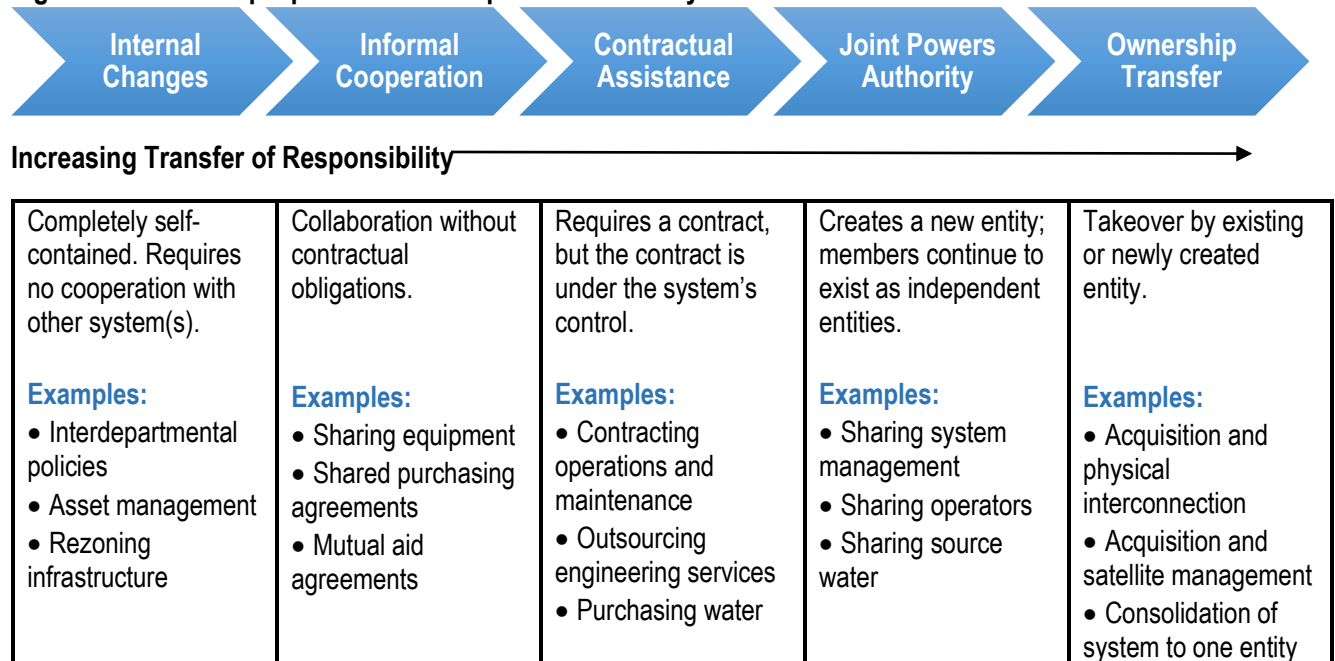 Internal
Changes
Informal
Cooperation
Contractual
Assistance
Joint Powers
Authority
Ownership
Transfer
Increasing Transfer of Responsibility
Completely self-
contained. Requires
no cooperation with
other system(s).
Examples:
• Interdepartmental
policies
• Asset management
• Rezoning
infrastructure
Collaboration without
contractual
obligations.
Examples:
• Sharing equipment
• Shared purchasing
agreements
• Mutual aid
agreements
Requires a contract,
but the contract is
under the system’s
control.
Examples:
• Contracting
operations and
maintenance
• Outsourcing
engineering services
• Purchasing water
Creates a new entity;
members continue to
exist as independent
entities.
Examples:
• Sharing system
management
• Sharing operators
• Sharing source
water
Takeover by existing
or newly created
entity.
Examples:
• Acquisition and
physical
interconnection
• Acquisition and
satellite management
• Consolidation of
system to one entity